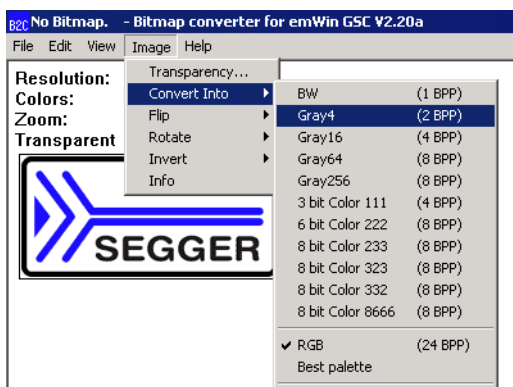 B2C No Bitmap. - Bitmap converter for emWin GSC V2.20a
File Edit View Image Help
Resolution:
Colors:
Zoom:
Transparent
SEGGER
Transparency...
Convert Into
Flip
Rotate
Invert
Info
BW (1 BPP)
Gray4 (2 BPP)
Gray16 (4 BPP)
Gray64 (8 BPP)
Gray256 (8 BPP)
3 bit Color 111 (4 BPP)
6 bit Color 222 (8 BPP)
8 bit Color 233 (8 BPP)
8 bit Color 323 (8 BPP)
8 bit Color 332 (8 BPP)
8 bit Color 8666 (8 BPP)
RGB (24 BPP)
Best palette